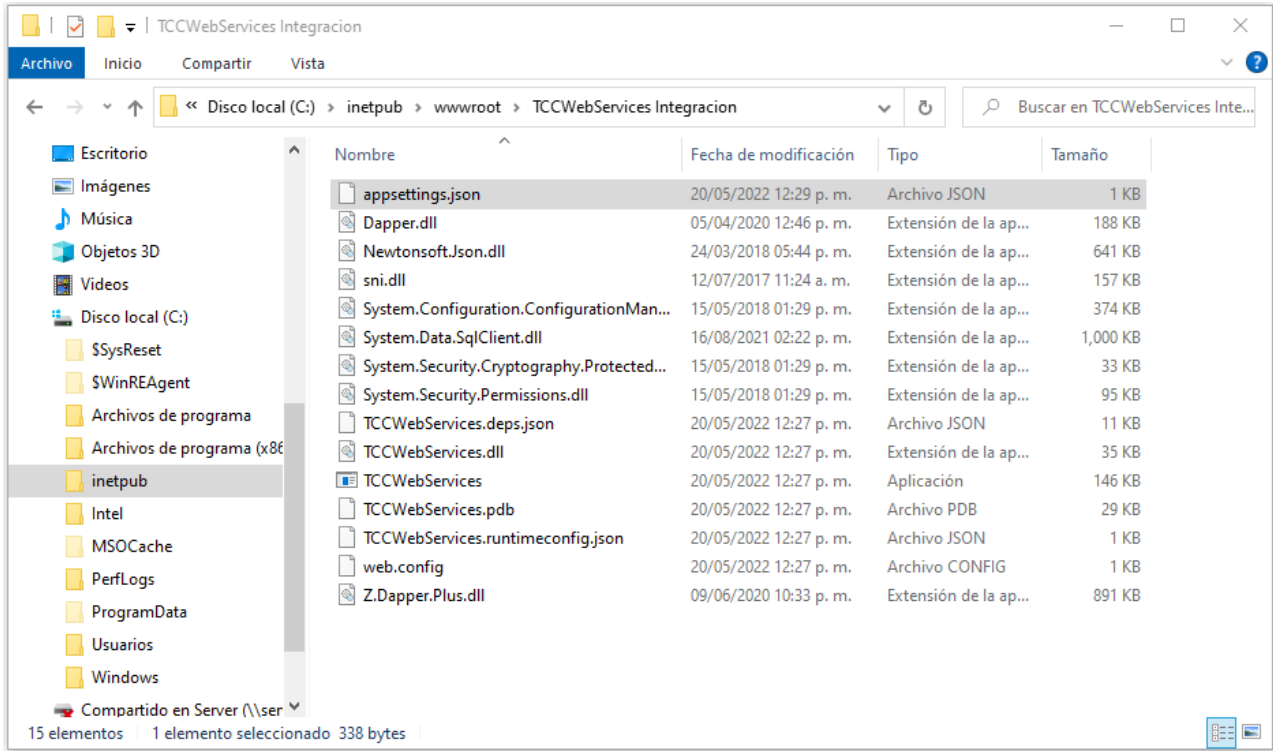 TCCWebServices Integracion
Archivo Inicio Compartir Vista
« Disco local (C:) › inetpub › wwwroot › TCCWebServices Integracion Buscar en TCCWebServices Inte...
Escritorio
Imágenes
Música
Objetos 3D
Videos
Disco local (C:)
$SysReset
$WinREAgent
Archivos de programa
Archivos de programa (x86
inetpub
Intel
MSOCache
PerfLogs
ProgramData
Usuarios
Windows
Compartido en Server (\\ser
Nombre Fecha de modificación Tipo Tamaño
appsettings.json 20/05/2022 12:29 p. m. Archivo JSON 1 KB
Dapper.dll 05/04/2020 12:46 p. m. Extensión de la ap... 188 KB
Newtonsoft.Json.dll 24/03/2018 05:44 p. m. Extensión de la ap... 641 KB
sni.dll 12/07/2017 11:24 a. m. Extensión de la ap... 157 KB
System.Configuration.ConfigurationMan... 15/05/2018 01:29 p. m. Extensión de la ap... 374 KB
System.Data.SqlClient.dll 16/08/2021 02:22 p. m. Extensión de la ap... 1,000 KB
System.Security.Cryptography.Protected... 15/05/2018 01:29 p. m. Extensión de la ap... 33 KB
System.Security.Permissions.dll 15/05/2018 01:29 p. m. Extensión de la ap... 95 KB
TCCWebServices.deps.json 20/05/2022 12:27 p. m. Archivo JSON 11 KB
TCCWebServices.dll 20/05/2022 12:27 p. m. Extensión de la ap... 35 KB
TCCWebServices 20/05/2022 12:27 p. m. Aplicación 146 KB
TCCWebServices.pdb 20/05/2022 12:27 p. m. Archivo PDB 29 KB
TCCWebServices.runtimeconfig.json 20/05/2022 12:27 p. m. Archivo JSON 1 KB
web.config 20/05/2022 12:27 p. m. Archivo CONFIG 1 KB
Z.Dapper.Plus.dll 09/06/2020 10:33 p. m. Extensión de la ap... 891 KB
15 elementos 1 elemento seleccionado 338 bytes